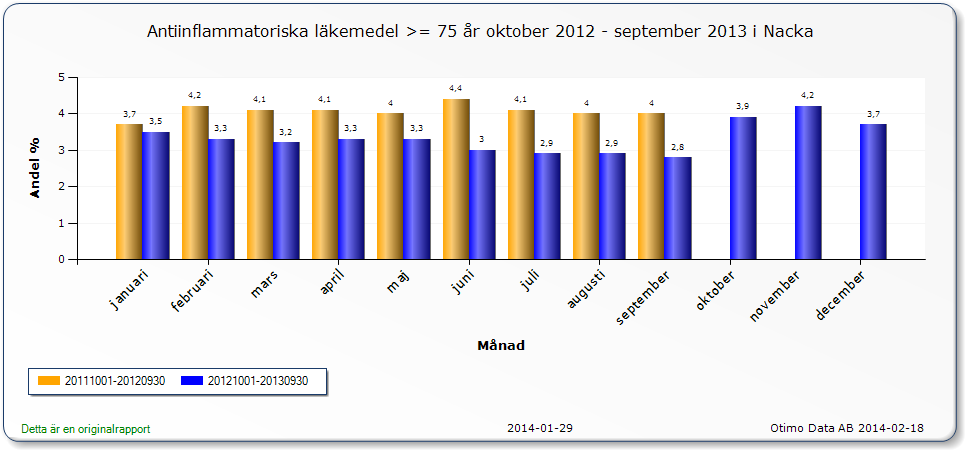 Antiinflammatoriska läkemedel >= 75 år oktober 2012 - september 2013 i Nacka
Andel %
5
4
3
2
1
0
3,7
3,5
4,2
3,3
4,1
3,2
4,1
3,3
4
3,3
4,4
3
4,1
2,9
4
2,9
4
2,8
3,9
4,2
3,7
januari
februari
mars
april
maj
juni
juli
augusti
september
oktober
november
december
Månad
20111001-20120930
20121001-20130930
Detta är en originalrapport
2014-01-29
Otimo Data AB 2014-02-18